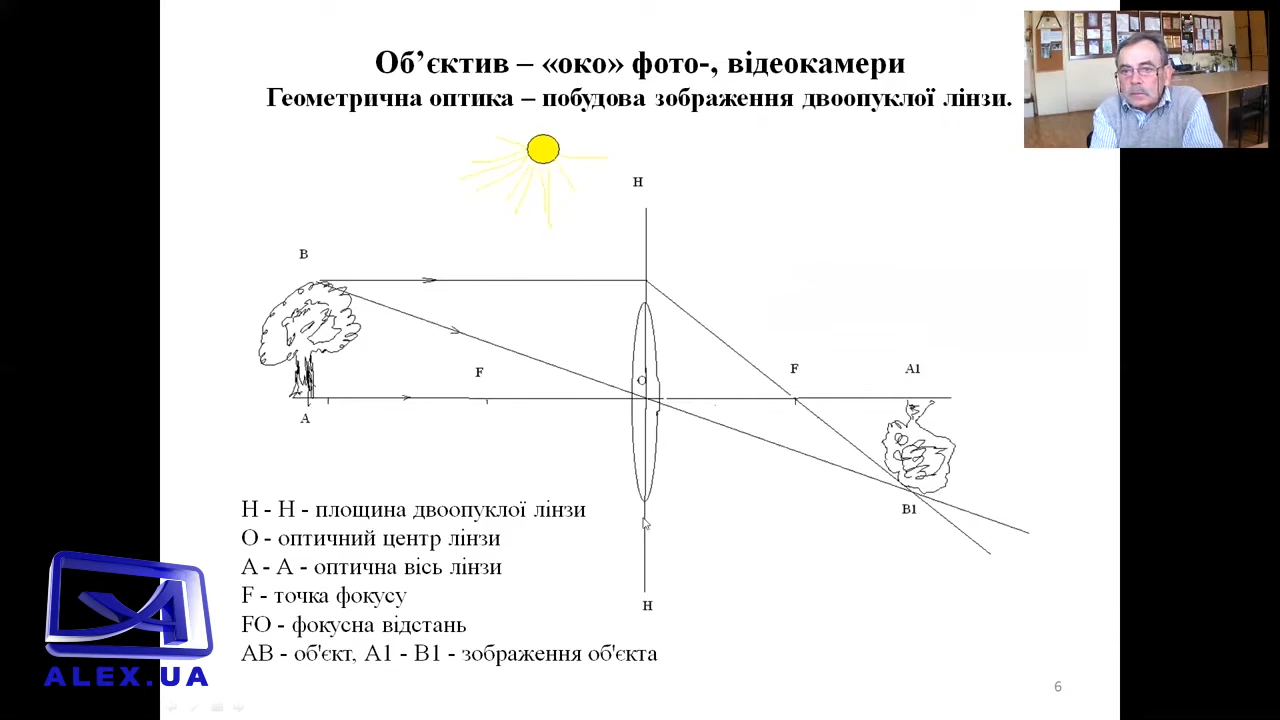 Об’єктив – «око» фото-, відеокамери
Геометрична оптика – побудова зображення двоопуклої лінзи.
H
B
F
O
F
A1
A
B1
H
H - H - площина двоопуклої лінзи
O - оптичний центр лінзи
A - A - оптична вісь лінзи
F - точка фокусу
FO - фокусна відстань
AB - об'єкт, A1 - B1 - зображення об'єкта
ALEX.UA
6